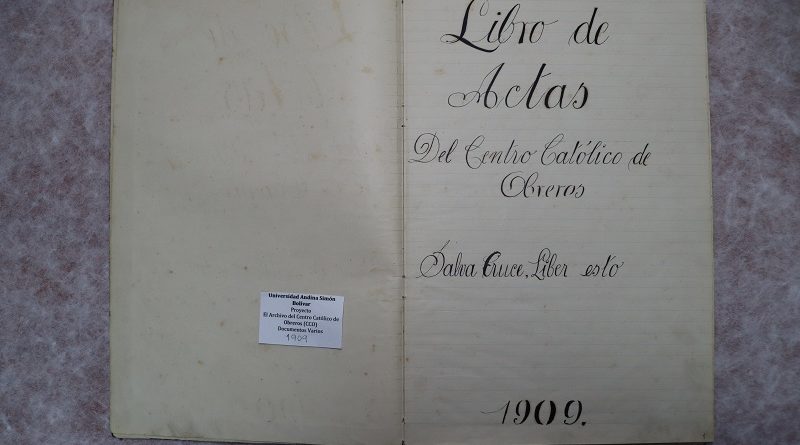 Universidad Andina Simón
Bolívar
Proyecto
El Archivo del Centro Católico de
Obreros (CCO)
Documentos Varios
1909
Libro de
Actas
Del Centro Católico de
Obreros
Salva Cruce, Liber esto
1909.